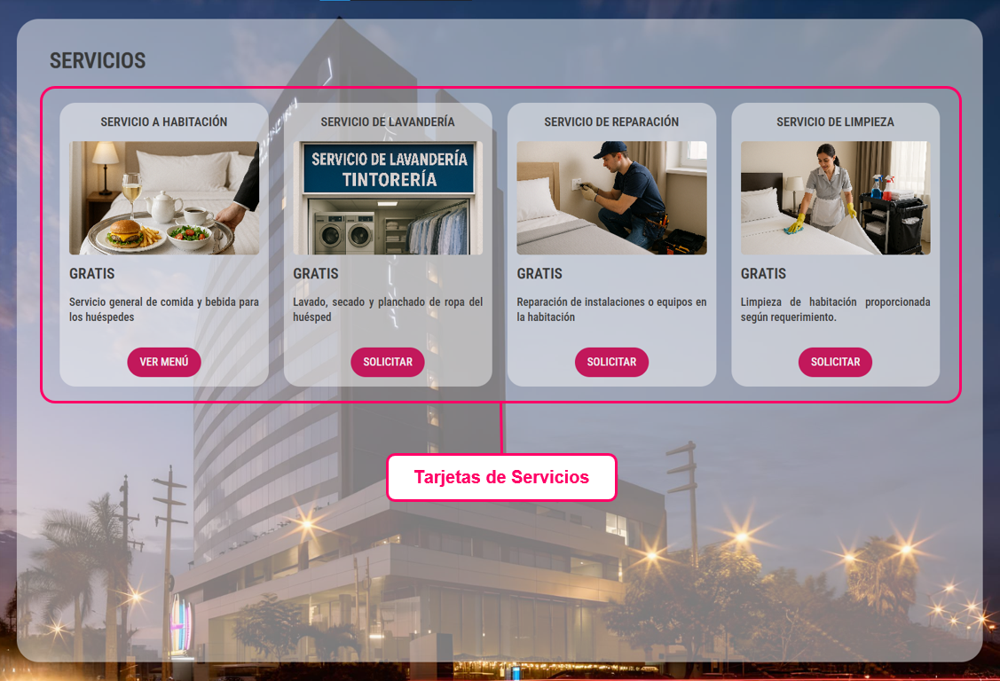 SERVICIOS
SERVICIO A HABITACIÓN
GRATIS
Servicio general de comida y bebida para
los huéspedes
VER MENÚ
SERVICIO DE LAVANDERÍA
SERVICIO DE LAVANDERÍA
TINTORERÍA
GRATIS
Lavado, secado y planchado de ropa del
huésped
SOLICITAR
SERVICIO DE REPARACIÓN
GRATIS
Reparación de instalaciones o equipos en
la habitación
SOLICITAR
SERVICIO DE LIMPIEZA
GRATIS
Limpieza de habitación proporcionada
según requerimiento.
SOLICITAR
Tarjetas de Servicios